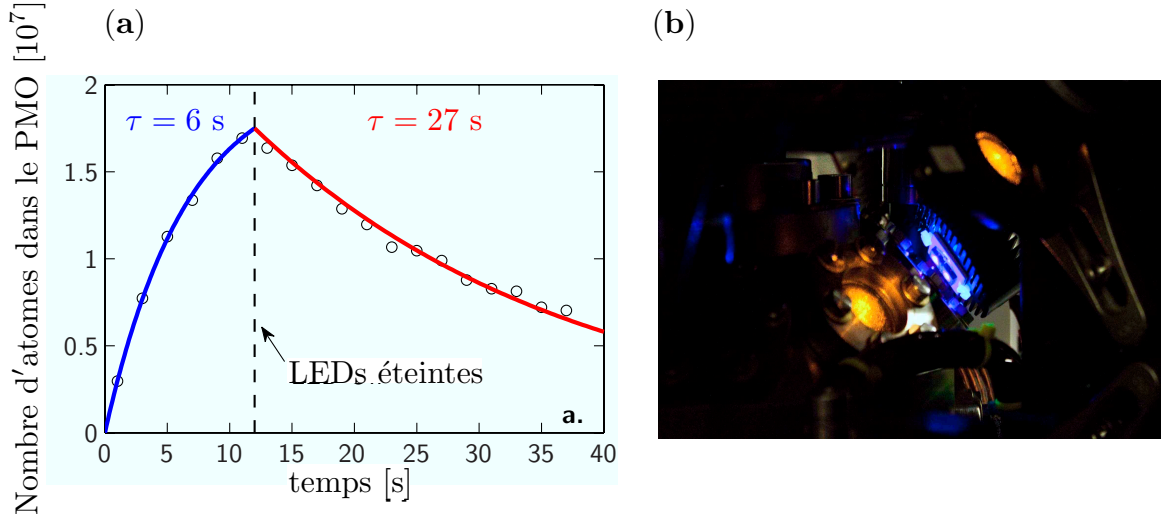 (a)
(b)
Nombre d'atomes dans le PMO [10⁷]
2
1.5
1
0.5
0
τ = 6 s
τ = 27 s
LEDs éteintes
a.
0 5 10 15 20 25 30 35 40
temps [s]